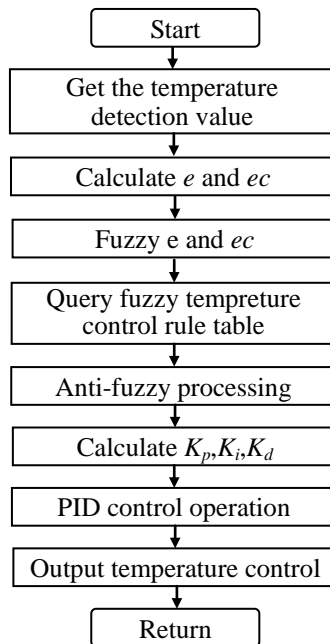 Start
Get the temperature
detection value
Calculate e and ec
Fuzzy e and ec
Query fuzzy tempreture
control rule table
Anti-fuzzy processing
Calculate Kp,Ki,Kd
PID control operation
Output temperature control
Return